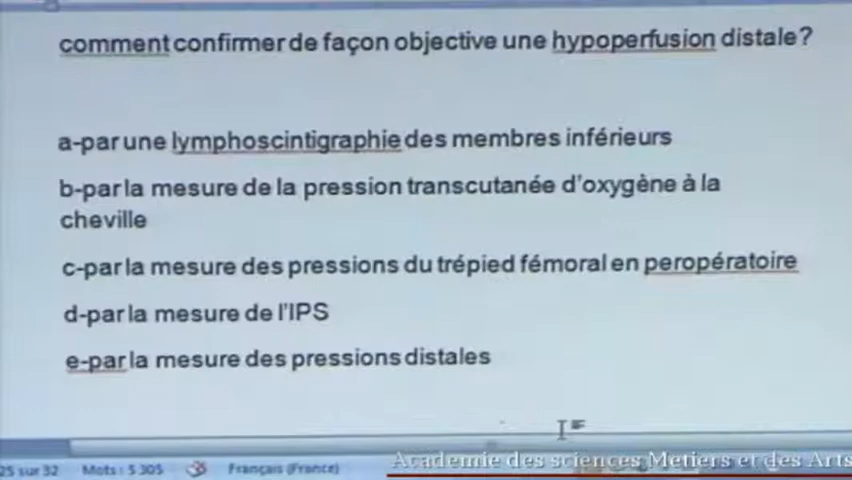 comment confirmer de façon objective une hypoperfusion distale?
a-par une lymphoscintigraphie des membres inférieurs
b-par la mesure de la pression transcutanée d'oxygène à la
cheville
c-par la mesure des pressions du trépied fémoral en peropératoire
d-par la mesure de l'IPS
e-par la mesure des pressions distales
25 sur 32 Mots : 5 305 Français (France)
Academie des sciences Metiers et des Arts